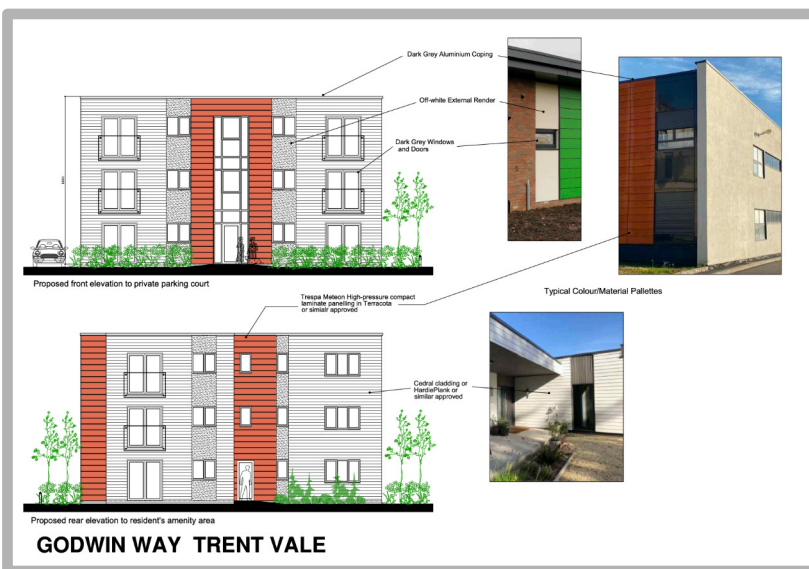 Dark Grey Aluminium Coping
Off-white External Render
Dark Grey Windows
and Doors
Proposed front elevation to private parking court
Typical Colour/Material Pallettes
Trespa Meteon High-pressure compact
laminate panelling in Terracota
or simialr approved
Cedral cladding or
HardiePlank or
similar approved
Proposed rear elevation to resident's amenity area
GODWIN WAY TRENT VALE